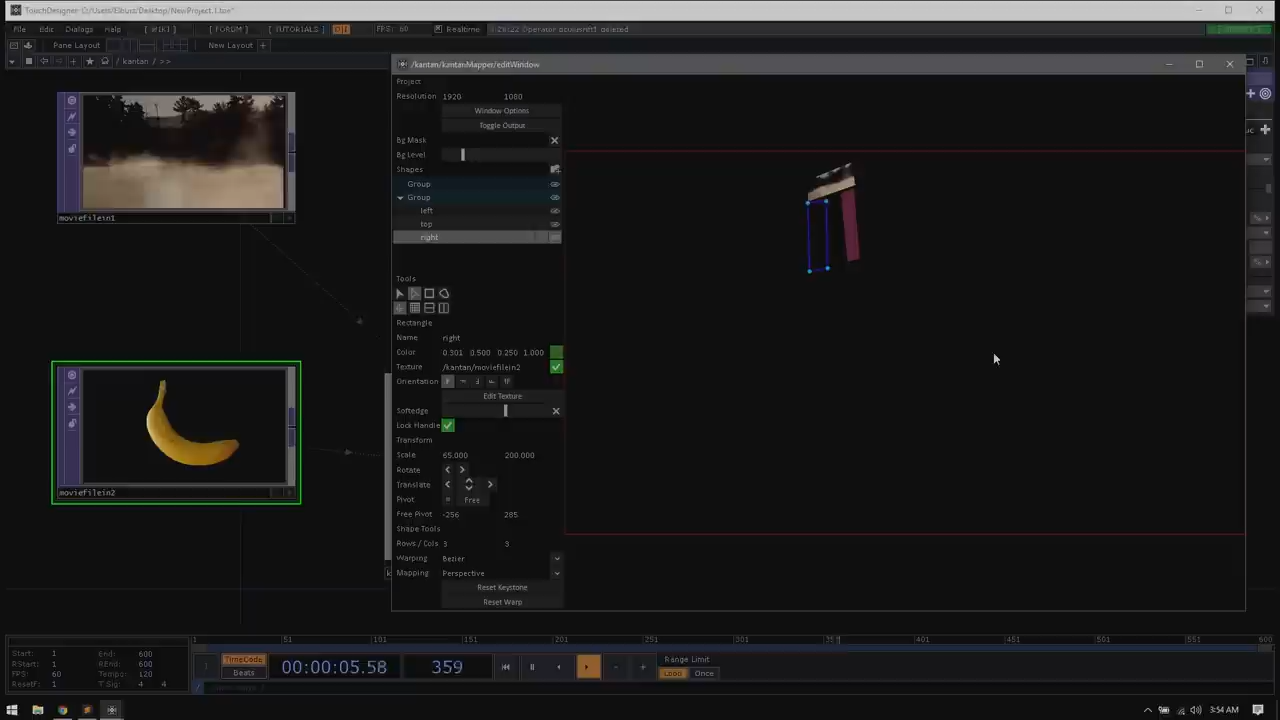 TouchDesigner: C:/Users/Elburz/Desktop/NewProject.1.toe*
File Edit Dialogs Help [ WIKI ] [ FORUM ] [ TUTORIALS ] O|I FPS: 60 Realtime
Pane Layout New Layout +
/ kantan / >>
/kantan/kantanMapper/editWindow
Project
Resolution 1920 1080
Window Options
Toggle Output
Bg Mask
Bg Level
Shapes
Group
Group
left
top
right
Tools
Rectangle
Name right
Color 0.301 0.500 0.250 1.000
Texture /kantan/moviefilein2
Orientation
Edit Texture
Softedge
Lock Handle
Transform
Scale 65.000 200.000
Rotate
Translate
Pivot Free
Free Pivot -256 285
Shape Tools
Rows / Cols 3 3
Warping Bezier
Mapping Perspective
Reset Keystone
Reset Warp
moviefilein1
moviefilein2
1 51 101 151 201 251 301 351 401 451 501 551 600
Start: 1 End: 600
RStart: 1 REnd: 600
FPS: 60 Tempo: 120
ResetF: 1 T Sig: 4 4
TimeCode
Beats
00:00:05.58
359
Range Limit
Loop Once
3:54 AM